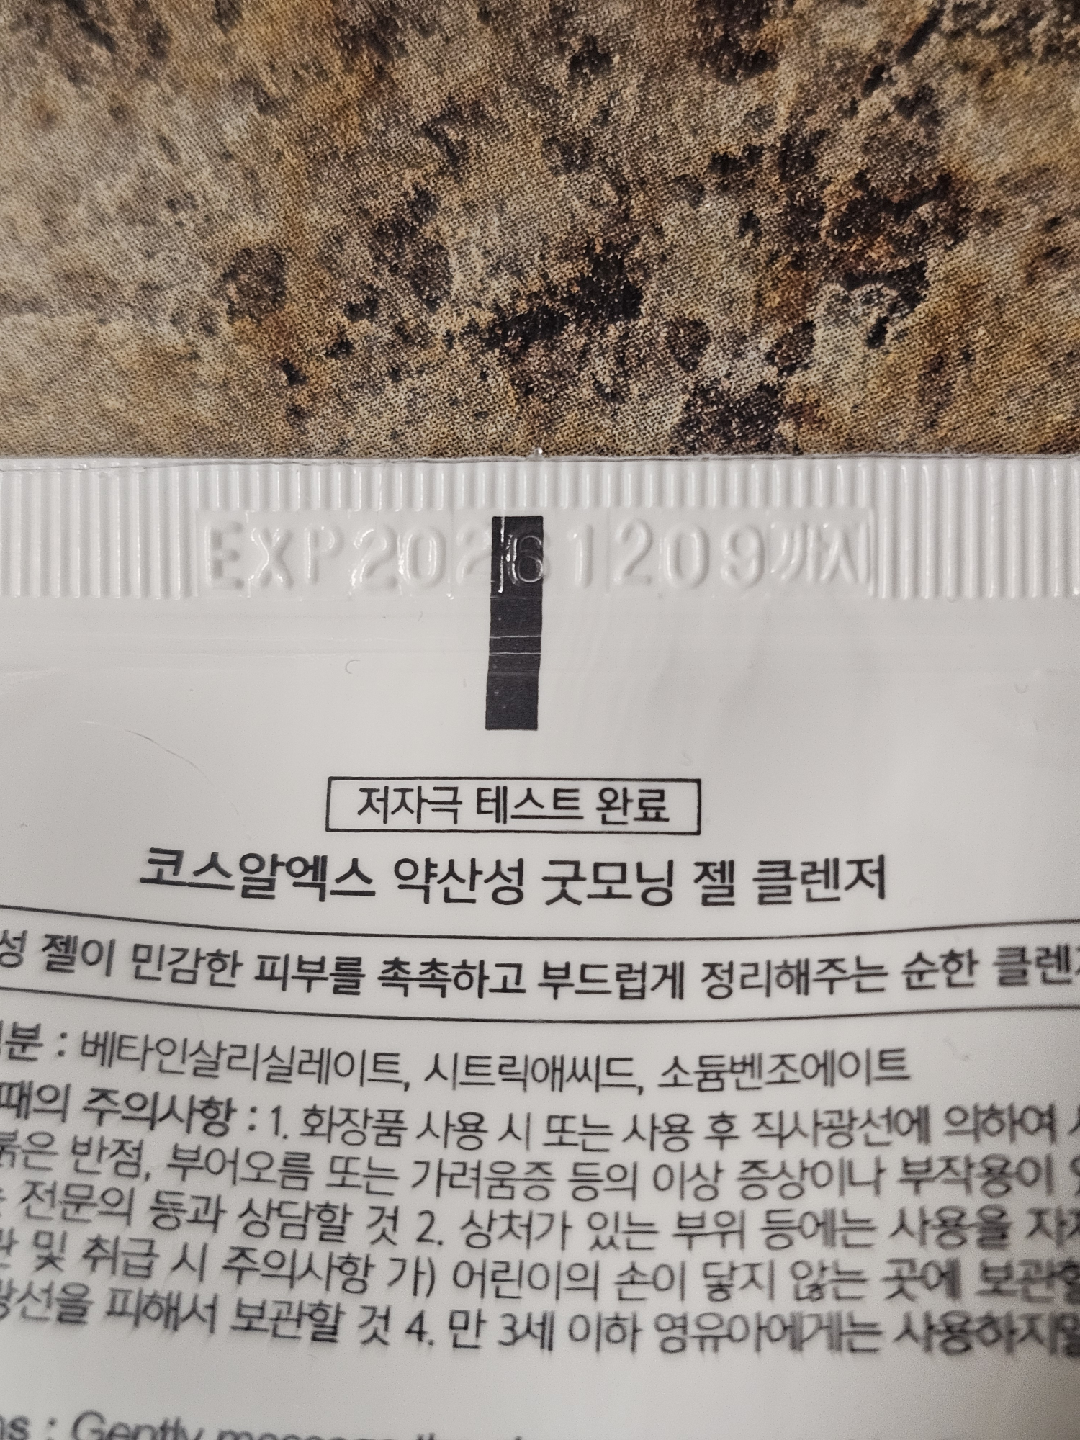 EXP20261209까지
저자극 테스트 완료
코스알엑스 약산성 굿모닝 젤 클렌저
성 젤이 민감한 피부를 촉촉하고 부드럽게 정리해주는 순한 클렌
분 : 베타인살리실레이트, 시트릭애씨드, 소듐벤조에이트
때의 주의사항 : 1. 화장품 사용 시 또는 사용 후 직사광선에 의하여
붉은 반점, 부어오름 또는 가려움증 등의 이상 증상이나 부작용이
전문의 등과 상담할 것 2. 상처가 있는 부위 등에는 사용을 자
및 취급 시 주의사항 가) 어린이의 손이 닿지 않는 곳에 보관할
광선을 피해서 보관할 것 4. 만 3세 이하 영유아에게는 사용하지말
ns : Gently massage